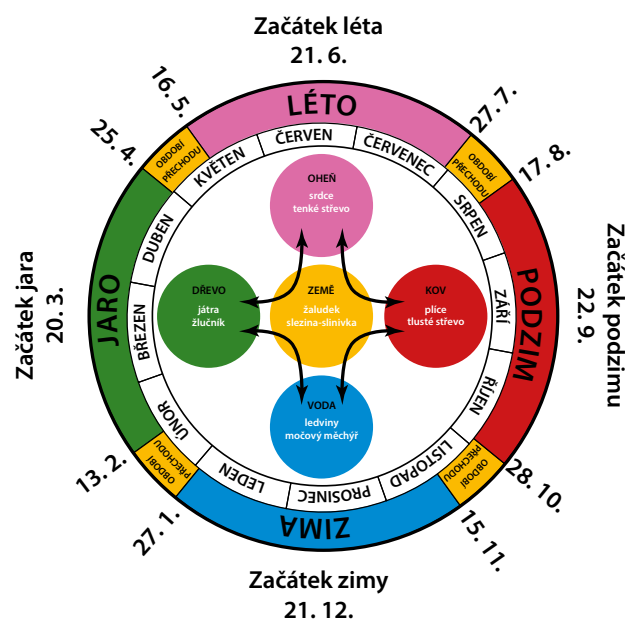 Začátek léta
21. 6.
16. 5.
27. 7.
25. 4.
17. 8.
LÉTO
OBDOBÍ
PŘECHODU
OBDOBÍ
PŘECHODU
KVĚTEN
ČERVEN
ČERVENEC
DUBEN
SRPEN
OHEŇ
srdce
tenké střevo
Začátek jara
20. 3.
JARO
BŘEZEN
DŘEVO
játra
žlučník
ZEMĚ
žaludek
slezina-slinivka
KOV
plíce
tlusté střevo
ZÁŘÍ
PODZIM
Začátek podzimu
22. 9.
VODA
ledviny
močový měchýř
ÚNOR
ŘÍJEN
LEDEN
PROSINEC
LISTOPAD
OBDOBÍ
PŘECHODU
OBDOBÍ
PŘECHODU
ZIMA
13. 2.
28. 10.
27. 1.
15. 11.
Začátek zimy
21. 12.